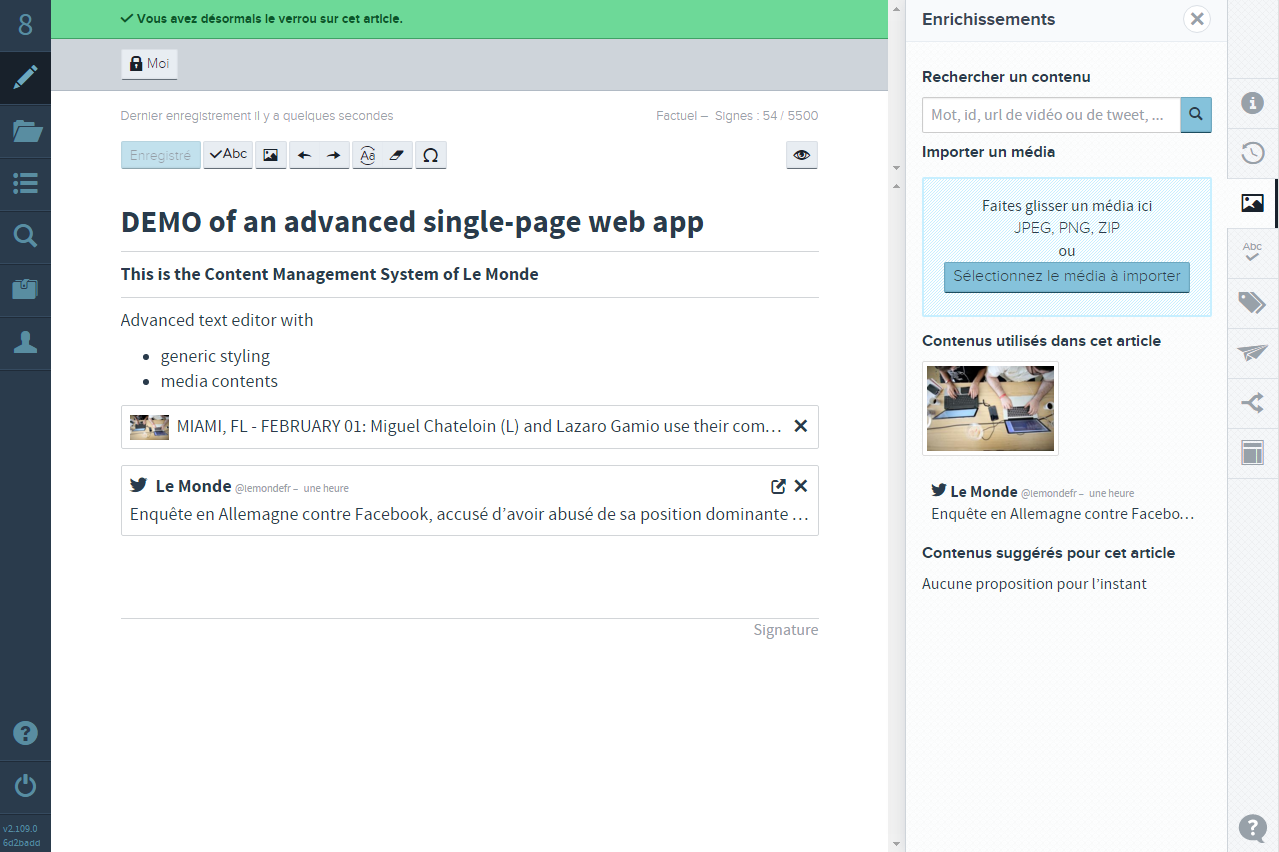 8
Vous avez désormais le verrou sur cet article.
Moi
Dernier enregistrement il y a quelques secondes
Factuel – Signes : 54 / 5500
Enregistré
Abc
Aa
Ω
DEMO of an advanced single-page web app
This is the Content Management System of Le Monde
Advanced text editor with
• generic styling
• media contents
MIAMI, FL - FEBRUARY 01: Miguel Chateloin (L) and Lazaro Gamio use their com…
Le Monde @lemondefr – une heure
Enquête en Allemagne contre Facebook, accusé d’avoir abusé de sa position dominante …
Signature
v2.109.0
6d2badd
Enrichissements
Rechercher un contenu
Mot, id, url de vidéo ou de tweet, ...
Importer un média
Faites glisser un média ici
JPEG, PNG, ZIP
ou
Sélectionnez le média à importer
Contenus utilisés dans cet article
Le Monde @lemondefr – une heure
Enquête en Allemagne contre Facebo…
Contenus suggérés pour cet article
Aucune proposition pour l’instant
Abc